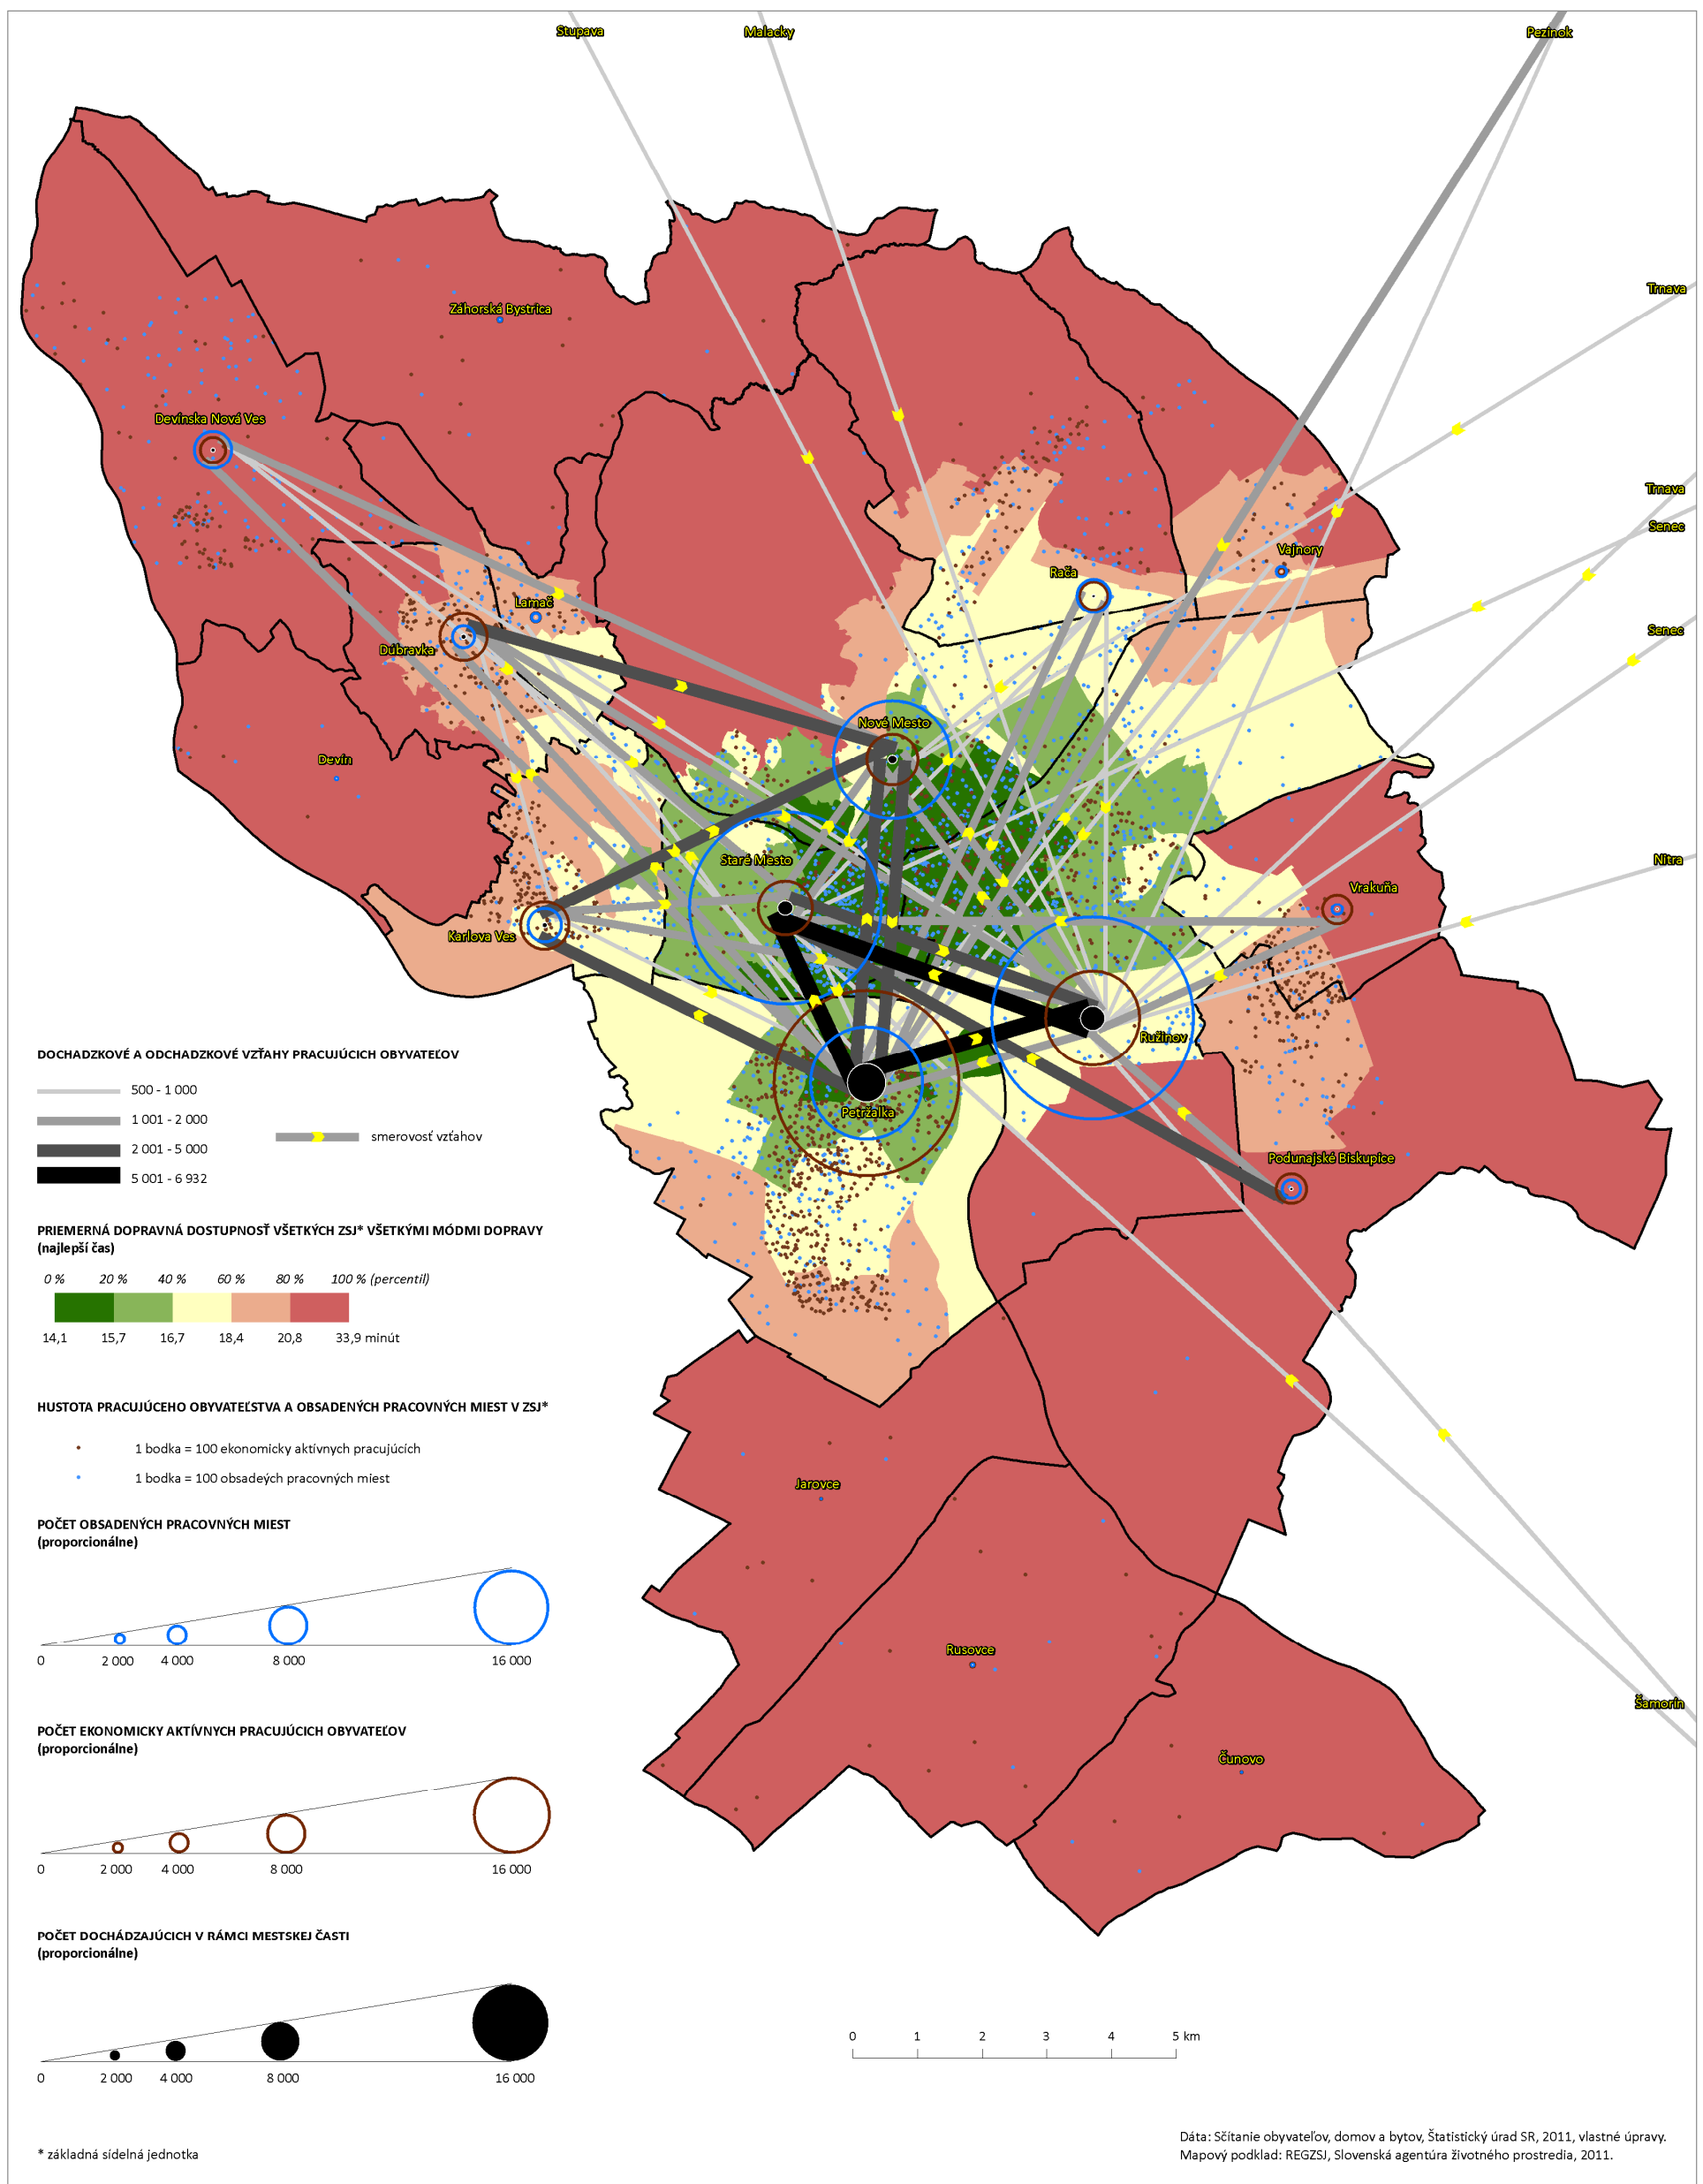 Stupava
Malacky
Pezinok
Trnava
Záhorská Bystrica
Devínska Nová Ves
Trnava
Senec
Vajnory
Rača
Lamač
Senec
Dúbravka
Nové Mesto
Devín
Staré Mesto
Nitra
Vrakuňa
Karlova Ves
Ružinov
Petržalka
Podunajské Biskupice
Jarovce
Rusovce
Šamorín
Čunovo
DOCHADZKOVÉ A ODCHADZKOVÉ VZŤAHY PRACUJÚCICH OBYVATEĽOV
500 - 1 000
1 001 - 2 000
smerovosť vzťahov
2 001 - 5 000
5 001 - 6 932
PRIEMERNÁ DOPRAVNÁ DOSTUPNOSŤ VŠETKÝCH ZSJ* VŠETKÝMI MÓDMI DOPRAVY
(najlepší čas)
0 % 20 % 40 % 60 % 80 % 100 % (percentil)
14,1 15,7 16,7 18,4 20,8 33,9 minút
HUSTOTA PRACUJÚCEHO OBYVATEĽSTVA A OBSADENÝCH PRACOVNÝCH MIEST V ZSJ*
1 bodka = 100 ekonomicky aktívnych pracujúcich
1 bodka = 100 obsadeých pracovných miest
POČET OBSADENÝCH PRACOVNÝCH MIEST
(proporcionálne)
0 2 000 4 000 8 000 16 000
POČET EKONOMICKY AKTÍVNYCH PRACUJÚCICH OBYVATEĽOV
(proporcionálne)
0 2 000 4 000 8 000 16 000
POČET DOCHÁDZAJÚCICH V RÁMCI MESTSKEJ ČASTI
(proporcionálne)
0 2 000 4 000 8 000 16 000
0 1 2 3 4 5 km
* základná sídelná jednotka
Dáta: Sčítanie obyvateľov, domov a bytov, Štatistický úrad SR, 2011, vlastné úpravy.
Mapový podklad: REGZSJ, Slovenská agentúra životného prostredia, 2011.